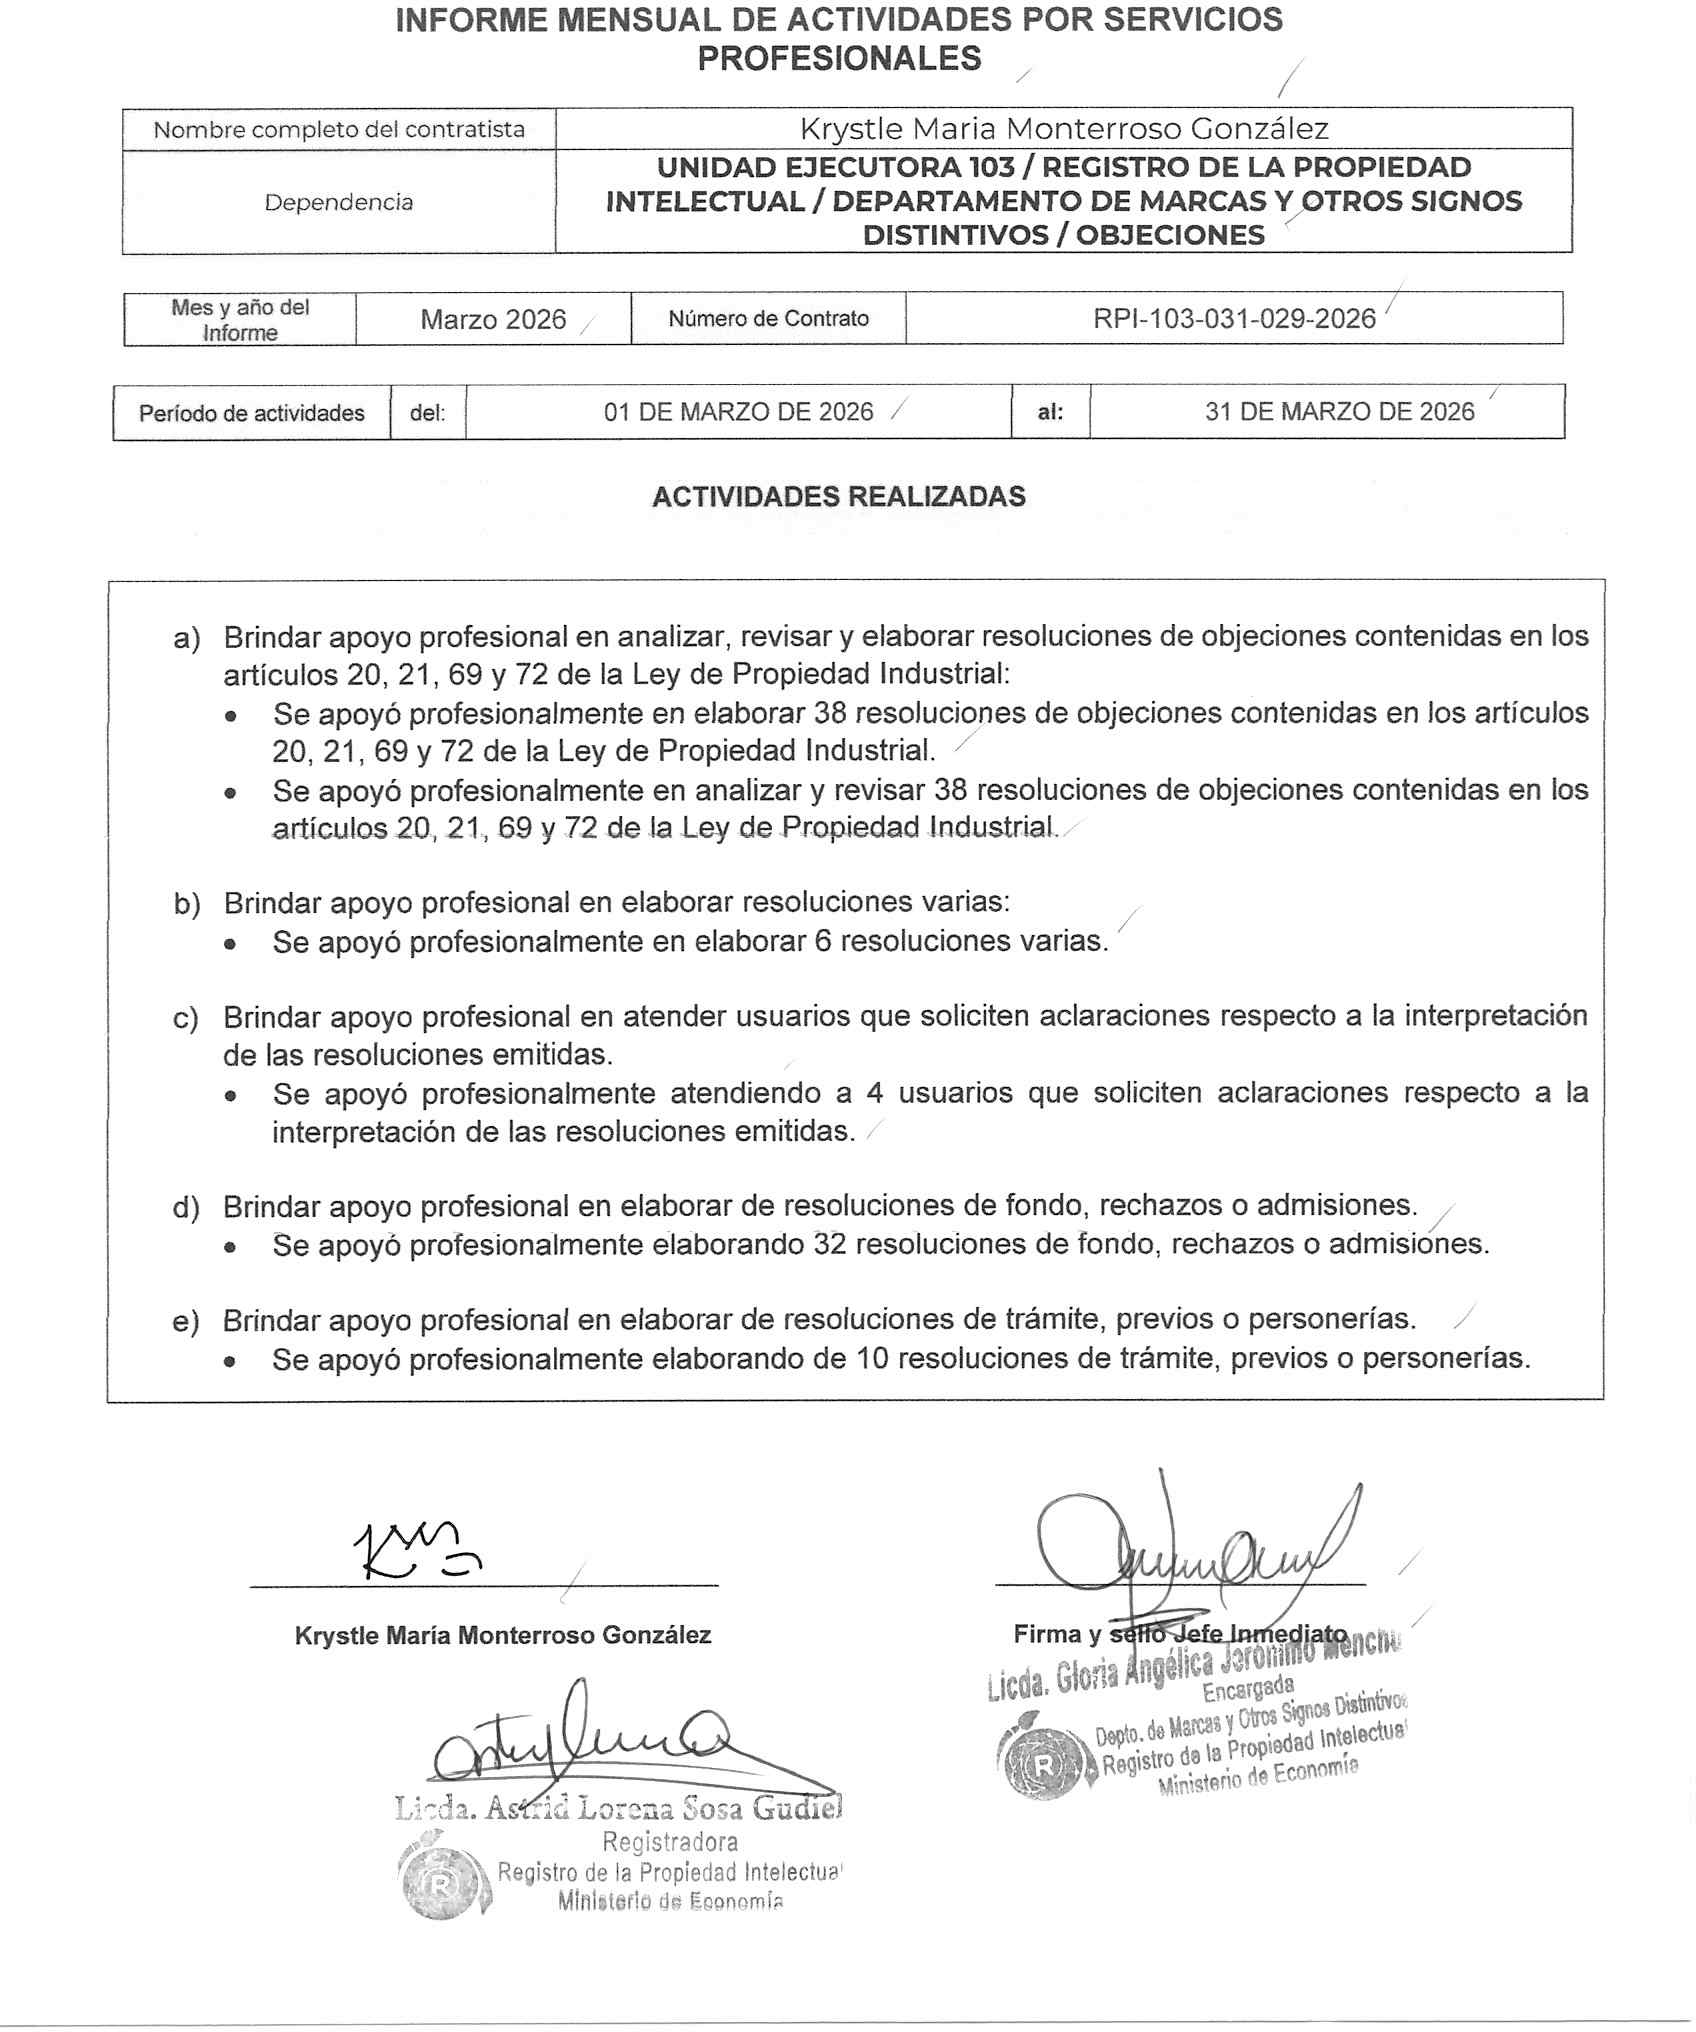 INFORME MENSUAL DE ACTIVIDADES POR SERVICIOS
PROFESIONALES
Nombre completo del contratista
Krystle Maria Monterroso González
Dependencia
UNIDAD EJECUTORA 103 / REGISTRO DE LA PROPIEDAD
INTELECTUAL / DEPARTAMENTO DE MARCAS Y OTROS SIGNOS
DISTINTIVOS / OBJECIONES
Mes y año del
Informe
Marzo 2026
Número de Contrato
RPI-103-031-029-2026
Período de actividades
del:
01 DE MARZO DE 2026
al:
31 DE MARZO DE 2026
ACTIVIDADES REALIZADAS
a) Brindar apoyo profesional en analizar, revisar y elaborar resoluciones de objeciones contenidas en los
artículos 20, 21, 69 y 72 de la Ley de Propiedad Industrial:
• Se apoyó profesionalmente en elaborar 38 resoluciones de objeciones contenidas en los artículos
20, 21, 69 y 72 de la Ley de Propiedad Industrial.
• Se apoyó profesionalmente en analizar y revisar 38 resoluciones de objeciones contenidas en los
artículos 20, 21, 69 y 72 de la Ley de Propiedad Industrial.
b) Brindar apoyo profesional en elaborar resoluciones varias:
• Se apoyó profesionalmente en elaborar 6 resoluciones varias.
c) Brindar apoyo profesional en atender usuarios que soliciten aclaraciones respecto a la interpretación
de las resoluciones emitidas.
• Se apoyó profesionalmente atendiendo a 4 usuarios que soliciten aclaraciones respecto a la
interpretación de las resoluciones emitidas.
d) Brindar apoyo profesional en elaborar de resoluciones de fondo, rechazos o admisiones.
• Se apoyó profesionalmente elaborando 32 resoluciones de fondo, rechazos o admisiones.
e) Brindar apoyo profesional en elaborar de resoluciones de trámite, previos o personerías.
• Se apoyó profesionalmente elaborando de 10 resoluciones de trámite, previos o personerías.
Krystle María Monterroso González
Firma y sello Jefe Inmediato
Licda. Gloria Angélica Jerónimo Menchú
Encargada
Depto. de Marcas y Otros Signos Distintivos
Registro de la Propiedad Intelectual
Ministerio de Economía
R
Licda. Astrid Lorena Sosa Gudiel
Registradora
Registro de la Propiedad Intelectual
Ministerio de Economía
R